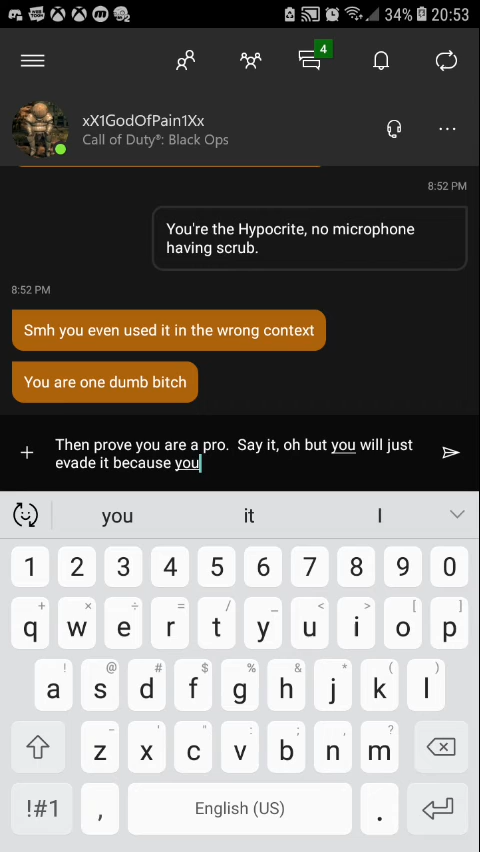 34% 20:53
4
xX1GodOfPain1Xx
Call of Duty®: Black Ops
8:52 PM
You're the Hypocrite, no microphone
having scrub.
8:52 PM
Smh you even used it in the wrong context
You are one dumb bitch
Then prove you are a pro.  Say it, oh but you will just
evade it because you
you it I
1 2 3 4 5 6 7 8 9 0
+ × ÷ = / _ < > [ ]
q w e r t y u i o p
! @ # $ % ^ & * ( )
a s d f g h j k l
- ' " : ; , ?
z x c v b n m
!#1 , English (US) .